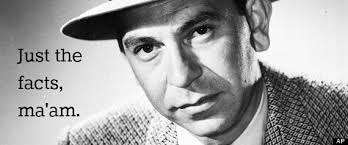 Just the
facts,
ma'am.
AP